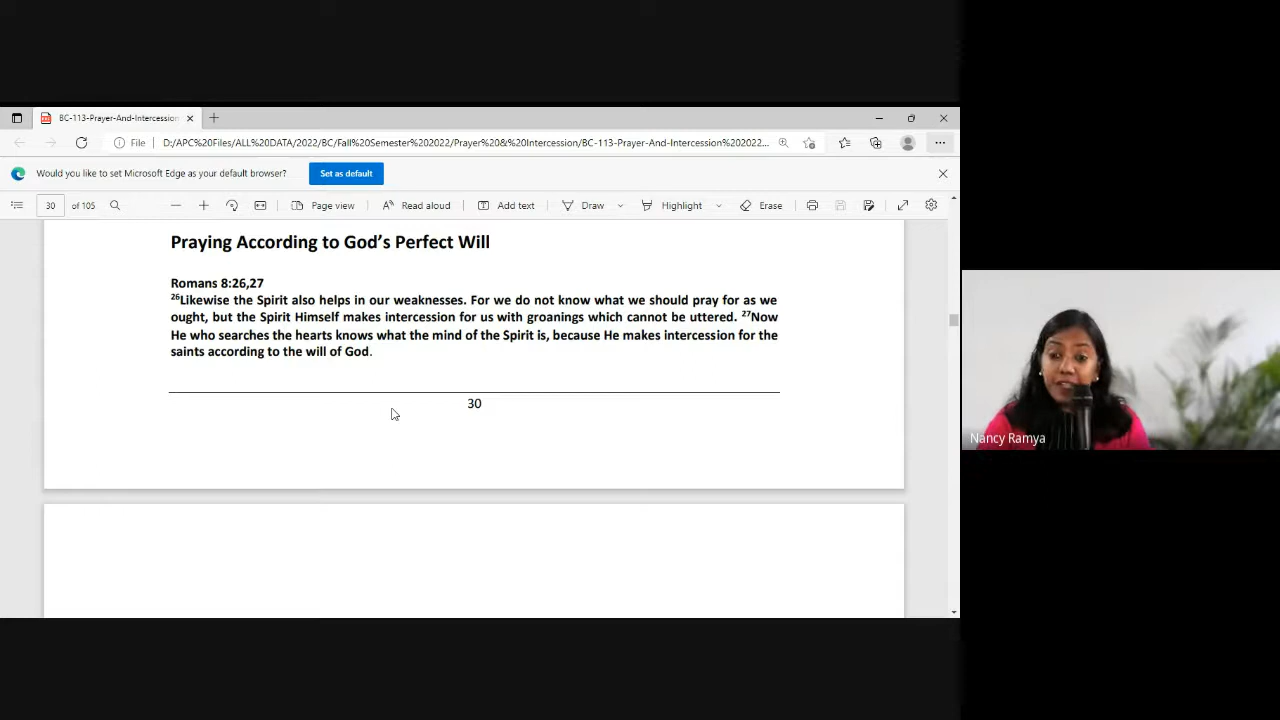 BC-113-Prayer-And-Intercession
File
D:/APC%20Files/ALL%20DATA/2022/BC/Fall%20Semester%202022/Prayer%20&%20Intercession/BC-113-Prayer-And-Intercession%202022...
Would you like to set Microsoft Edge as your default browser?
Set as default
30 of 105
Page view
Read aloud
Add text
Draw
Highlight
Erase
Praying According to God's Perfect Will
Romans 8:26,27
26Likewise the Spirit also helps in our weaknesses. For we do not know what we should pray for as we
ought, but the Spirit Himself makes intercession for us with groanings which cannot be uttered. 27Now
He who searches the hearts knows what the mind of the Spirit is, because He makes intercession for the
saints according to the will of God.
30
Nancy Ramya